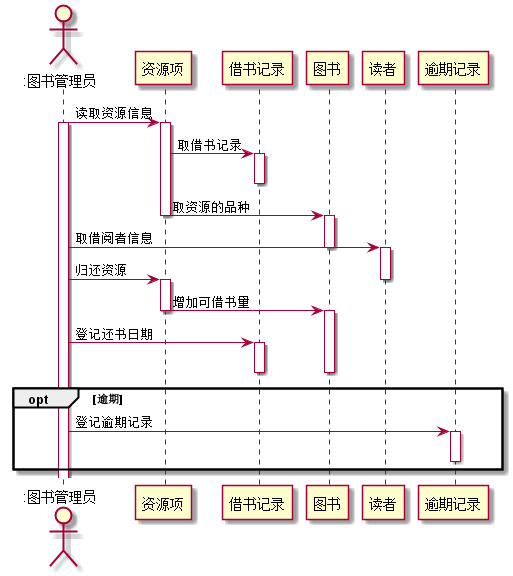 :图书管理员
资源项
借书记录
图书
读者
逾期记录
读取资源信息
取借书记录
取资源的品种
取借阅者信息
归还资源
增加可借书量
登记还书日期
opt
[逾期]
登记逾期记录
:图书管理员
资源项
借书记录
图书
读者
逾期记录